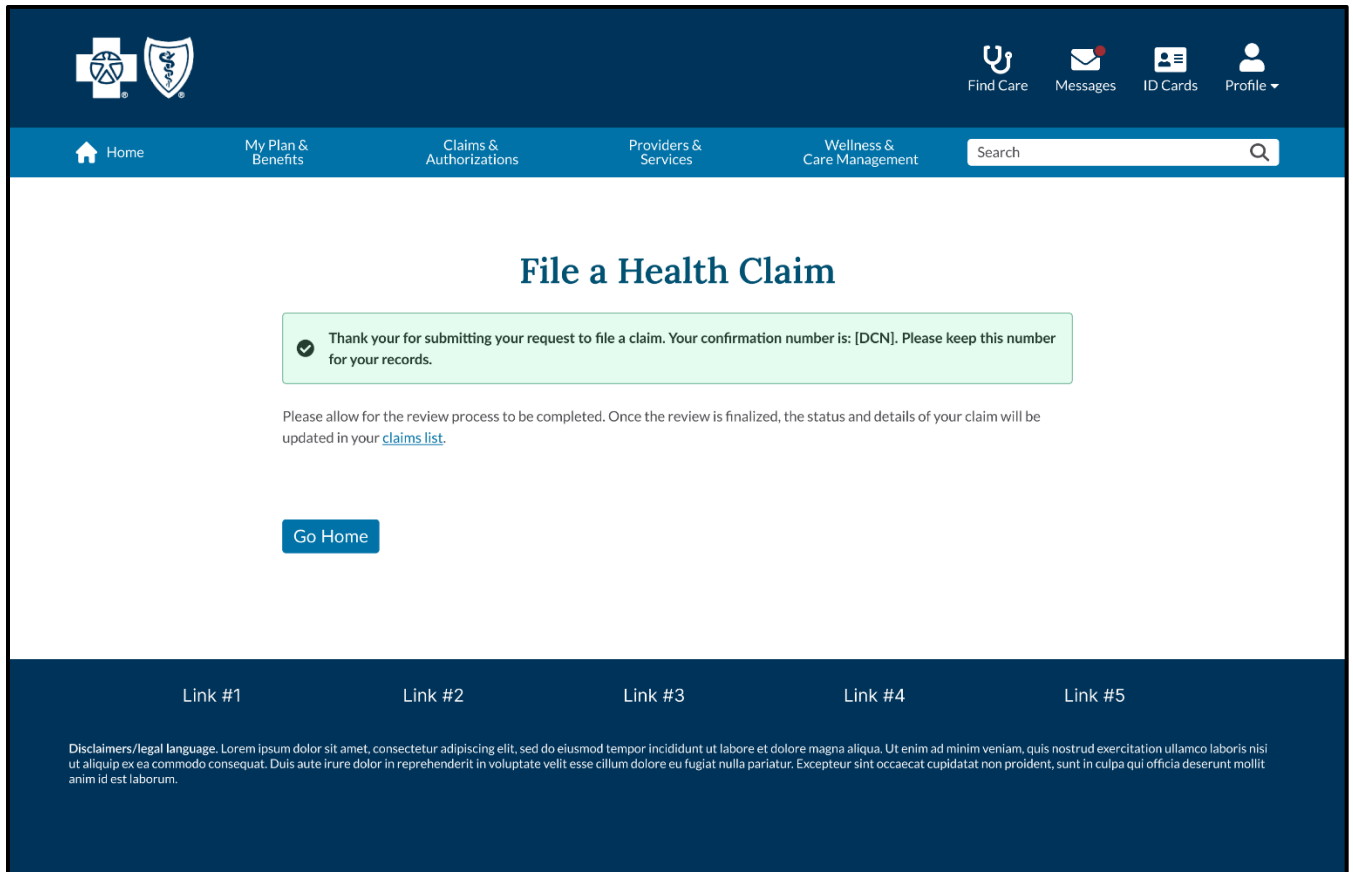 Find Care
Messages
ID Cards
Profile
Home
My Plan &
Benefits
Claims &
Authorizations
Providers &
Services
Wellness &
Care Management
Search
File a Health Claim
Thank your for submitting your request to file a claim. Your confirmation number is: [DCN]. Please keep this number
for your records.
Please allow for the review process to be completed. Once the review is finalized, the status and details of your claim will be
updated in your claims list.
Go Home
Link #1
Link #2
Link #3
Link #4
Link #5
Disclaimers/legal language. Lorem ipsum dolor sit amet, consectetur adipiscing elit, sed do eiusmod tempor incididunt ut labore et dolore magna aliqua. Ut enim ad minim veniam, quis nostrud exercitation ullamco laboris nisi
ut aliquip ex ea commodo consequat. Duis aute irure dolor in reprehenderit in voluptate velit esse cillum dolore eu fugiat nulla pariatur. Excepteur sint occaecat cupidatat non proident, sunt in culpa qui officia deserunt mollit
anim id est laborum.